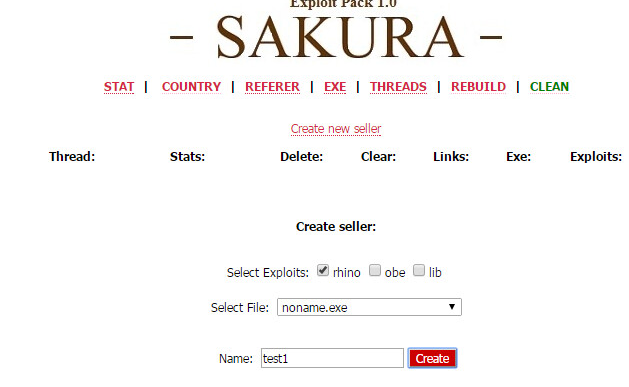 Exploit Pack 1.0
– SAKURA –
STAT | COUNTRY | REFERER | EXE | THREADS | REBUILD | CLEAN
Create new seller
Thread: Stats: Delete: Clear: Links: Exe: Exploits:
Create seller:
Select Exploits: rhino obe lib
Select File: noname.exe
Name: test1 Create